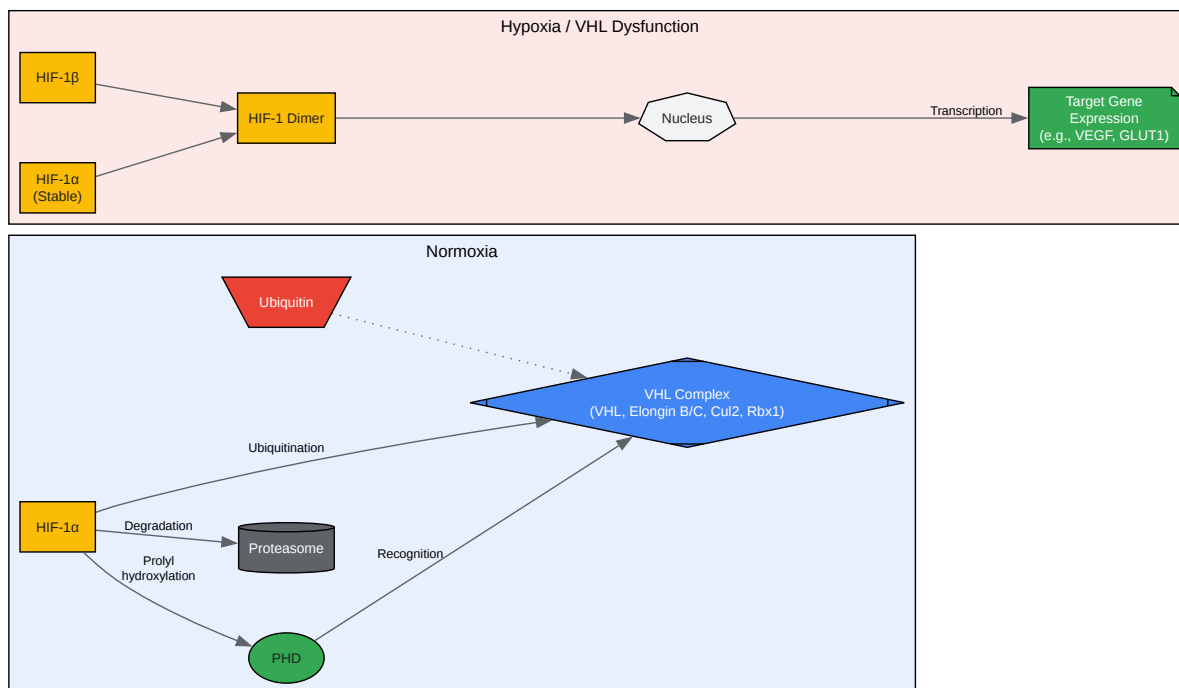 Hypoxia / VHL Dysfunction
HIF-1β
HIF-1α
(Stable)
HIF-1 Dimer
Nucleus
Transcription
Target Gene
Expression
(e.g., VEGF, GLUT1)
Normoxia
Ubiquitin
VHL Complex
(VHL, Elongin B/C, Cul2, Rbx1)
Ubiquitination
HIF-1α
Degradation
Proteasome
Prolyl
hydroxylation
Recognition
PHD